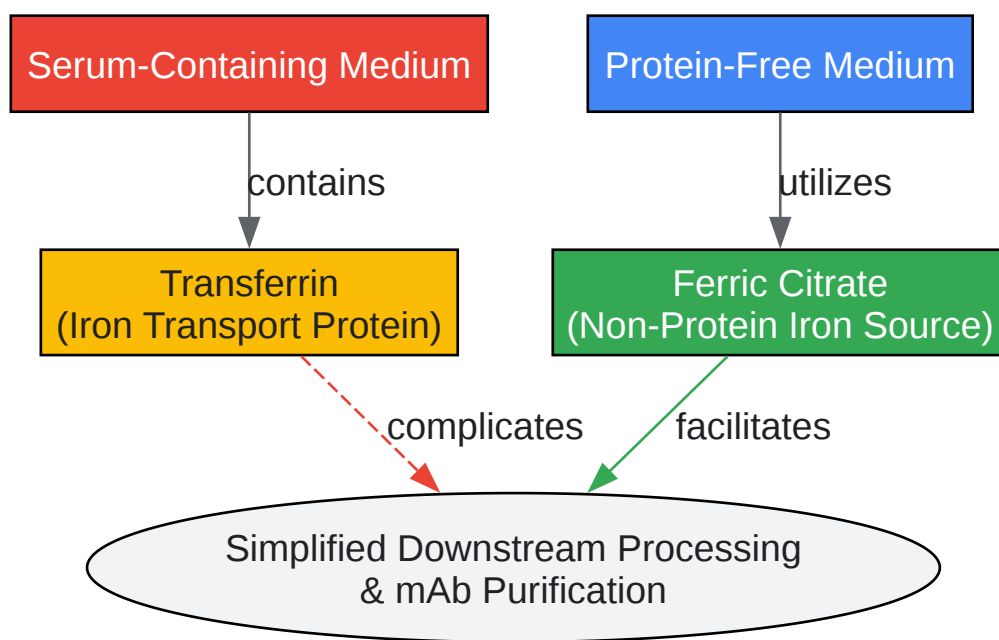 Serum-Containing Medium
Protein-Free Medium
contains
utilizes
Transferrin
(Iron Transport Protein)
Ferric Citrate
(Non-Protein Iron Source)
complicates
facilitates
Simplified Downstream Processing
& mAb Purification